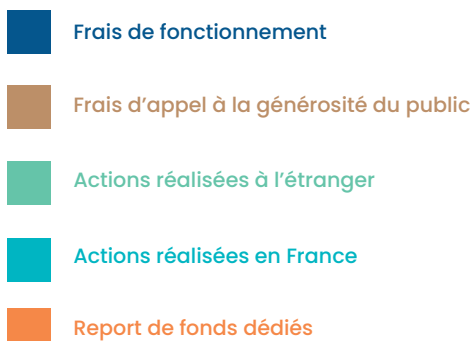 Frais de fonctionnement
Frais d’appel à la générosité du public
Actions réalisées à l’étranger
Actions réalisées en France
Report de fonds dédiés